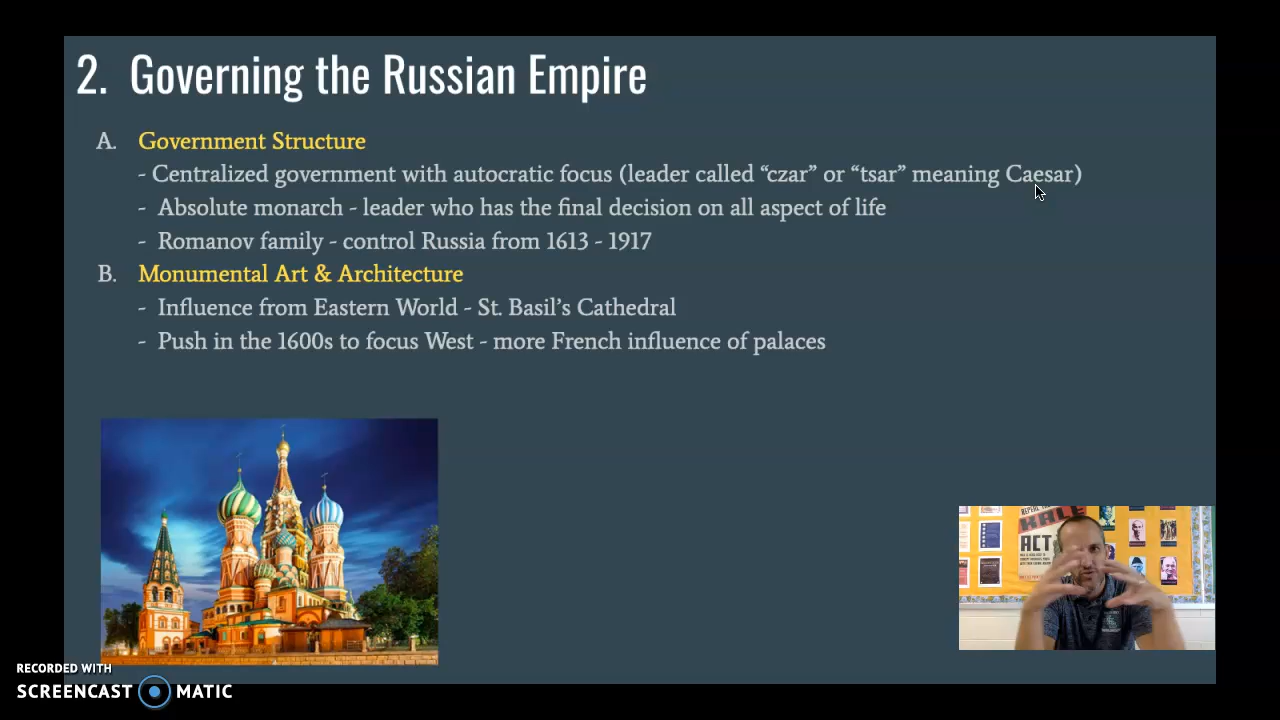 2. Governing the Russian Empire
A. Government Structure
- Centralized government with autocratic focus (leader called “czar” or “tsar” meaning Caesar)
- Absolute monarch - leader who has the final decision on all aspect of life
- Romanov family - control Russia from 1613 - 1917
B. Monumental Art & Architecture
- Influence from Eastern World - St. Basil’s Cathedral
- Push in the 1600s to focus West - more French influence of palaces
KALE
ACT
RECORDED WITH
SCREENCAST MATIC